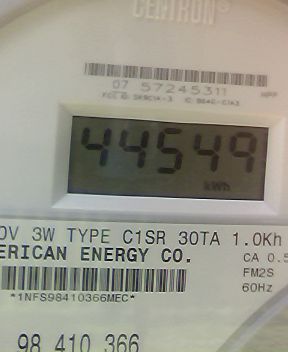 CENTRON®
07 57245311
44549
kWh
0V 3W TYPE C1SR 30TA 1.0Kh
ERICAN ENERGY CO. CA 0.5
FM2S
*1NFS98410366MEC* 60Hz
98 410 366